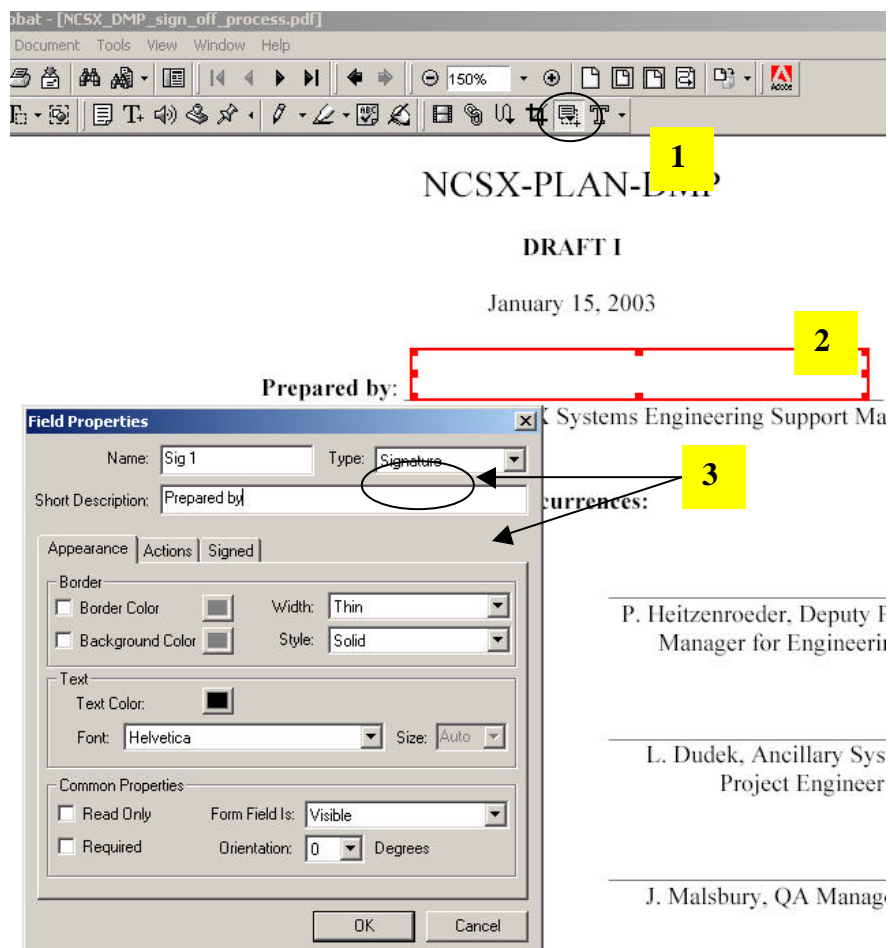 obat - [NCSX_DMP_sign_off_process.pdf]
Document Tools View Window Help
150%
Adobe
T
ABC
T
1
NCSX-PLAN-DMP
DRAFT I
January 15, 2003
2
Prepared by:
Systems Engineering Support Ma
Field Properties
Name: Sig 1 Type: Signature
3
Short Description: Prepared by
currences:
Appearance Actions Signed
Border
Border Color Width: Thin
Background Color Style: Solid
P. Heitzenroeder, Deputy P
Manager for Engineerin
Text
Text Color:
Font: Helvetica Size: Auto
L. Dudek, Ancillary Sys
Project Engineer
Common Properties
Read Only Form Field Is: Visible
Required Orientation: 0 Degrees
J. Malsbury, QA Manage
OK Cancel